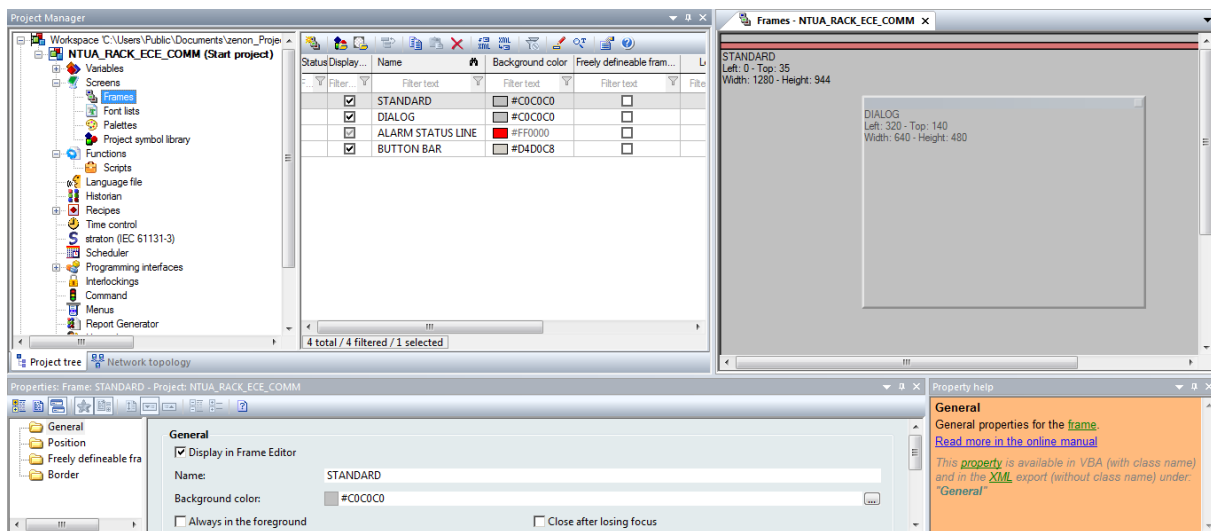 Project Manager
Workspace 'C:\Users\Public\Documents\zenon_Proje
NTUA_RACK_ECE_COMM (Start project)
Variables
Screens
Frames
Font lists
Palettes
Project symbol library
Functions
Scripts
Language file
Historian
Recipes
Time control
straton (IEC 61131-3)
Scheduler
Programming interfaces
Interlockings
Command
Menus
Report Generator
Project tree
Network topology
Status Display... Name Background color Freely defineable fram... L
F... Filter... Filter text Filter text Filter text Filte
STANDARD #C0C0C0
DIALOG #C0C0C0
ALARM STATUS LINE #FF0000
BUTTON BAR #D4D0C8
4 total / 4 filtered / 1 selected
Frames - NTUA_RACK_ECE_COMM
STANDARD
Left: 0 - Top: 35
Width: 1280 - Height: 944
DIALOG
Left: 320 - Top: 140
Width: 640 - Height: 480
Properties: Frame: STANDARD - Project: NTUA_RACK_ECE_COMM
General
Position
Freely defineable fra
Border
General
Display in Frame Editor
Name: STANDARD
Background color: #C0C0C0 ...
Always in the foreground Close after losing focus
Property help
General
General properties for the frame.
Read more in the online manual
This property is available in VBA (with class name)
and in the XML export (without class name) under:
"General"